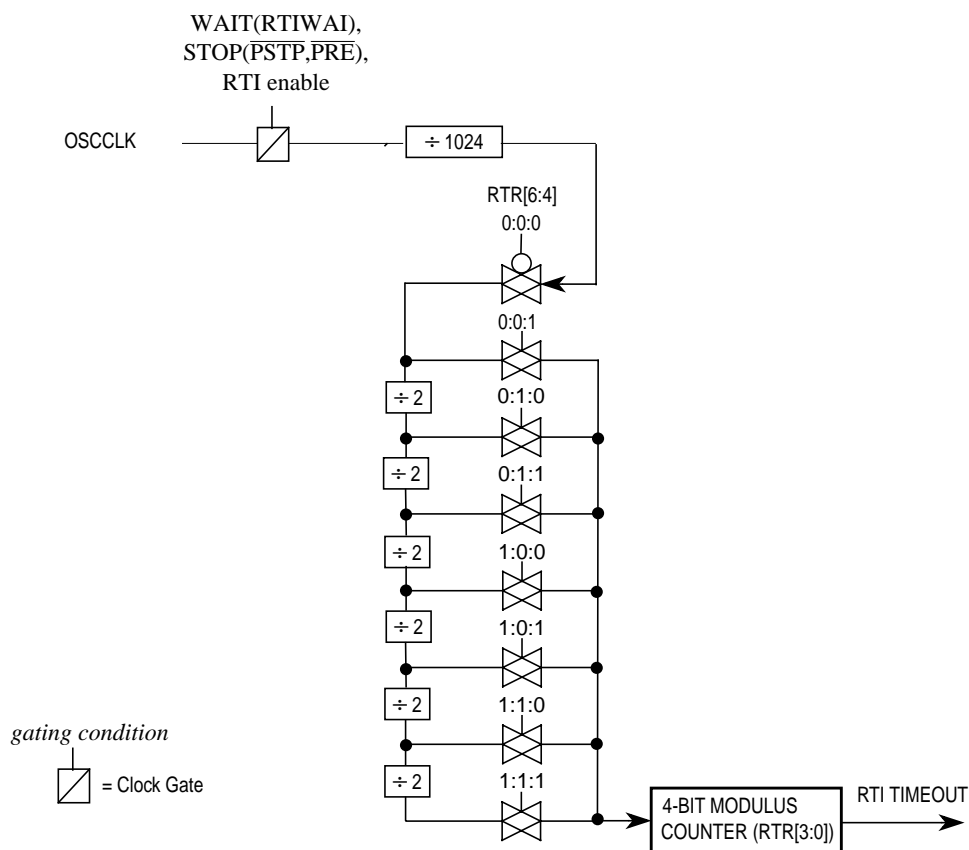 WAIT(RTIWAI),
STOP(PSTP,PRE),
RTI enable
OSCCLK
÷ 1024
RTR[6:4]
0:0:0
0:0:1
÷ 2
0:1:0
÷ 2
0:1:1
÷ 2
1:0:0
÷ 2
1:0:1
÷ 2
1:1:0
÷ 2
1:1:1
gating condition
= Clock Gate
4-BIT MODULUS
COUNTER (RTR[3:0])
RTI TIMEOUT